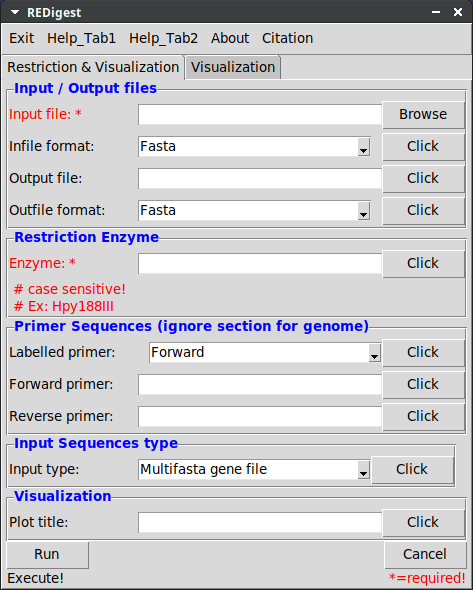 REDigest
Exit Help_Tab1 Help_Tab2 About Citation
Restriction & Visualization Visualization
Input / Output files
Input file: * Browse
Infile format: Fasta Click
Output file: Click
Outfile format: Fasta Click
Restriction Enzyme
Enzyme: * Click
# case sensitive!
# Ex: Hpy188III
Primer Sequences (ignore section for genome)
Labelled primer: Forward Click
Forward primer: Click
Reverse primer: Click
Input Sequences type
Input type: Multifasta gene file Click
Visualization
Plot title: Click
Run Cancel
Execute! *=required!